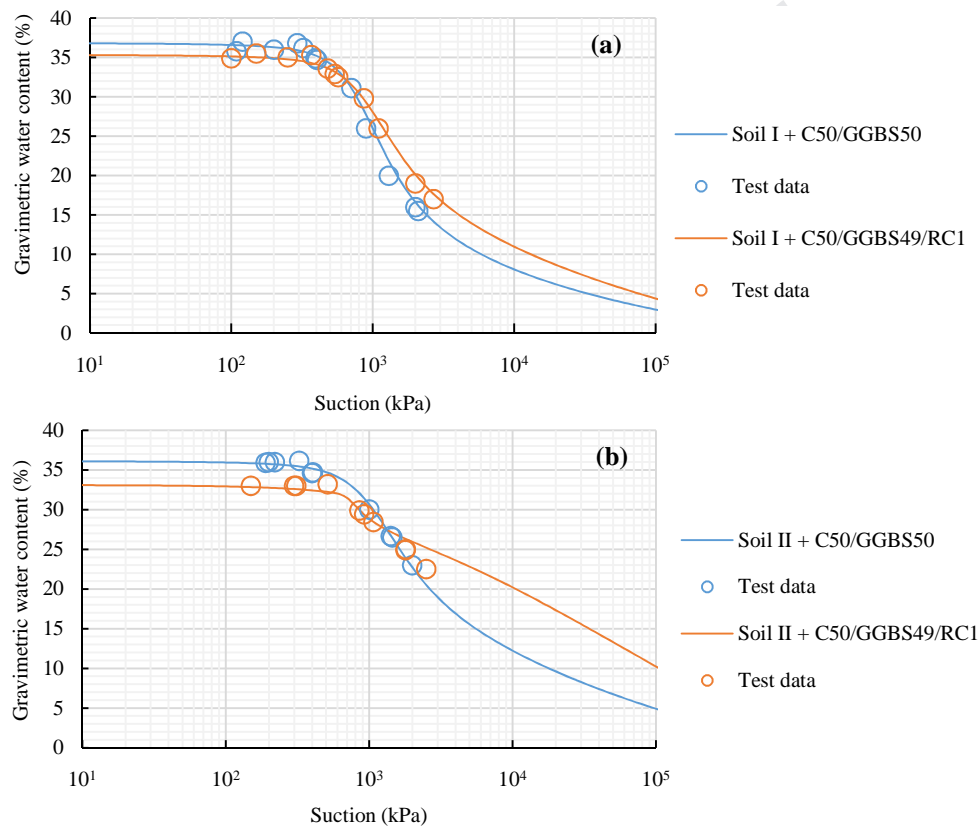 Gravimetric water content (%)
40
35
30
25
20
15
10
5
0
(a)
10¹ 10² 10³ 10⁴ 10⁵
Suction (kPa)
Soil I + C50/GGBS50
Test data
Soil I + C50/GGBS49/RC1
Test data
Gravimetric water content (%)
40
35
30
25
20
15
10
5
0
(b)
10¹ 10² 10³ 10⁴ 10⁵
Suction (kPa)
Soil II + C50/GGBS50
Test data
Soil II + C50/GGBS49/RC1
Test data